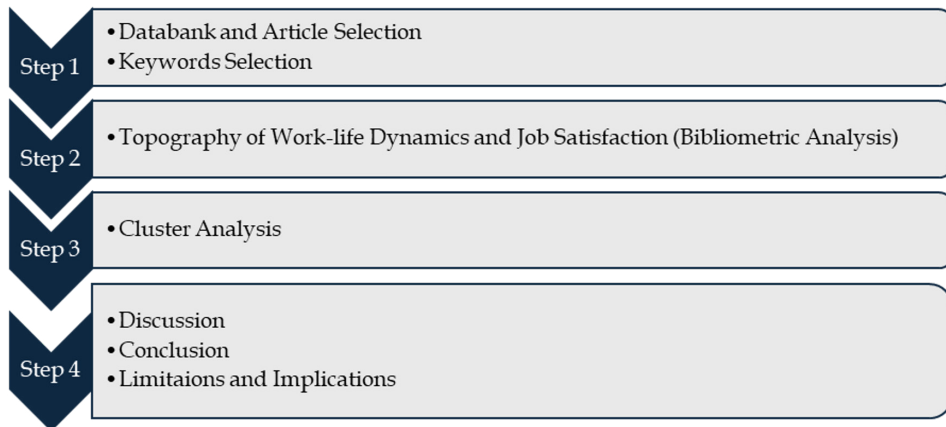 Step 1
•Databank and Article Selection
•Keywords Selection
Step 2
•Topography of Work-life Dynamics and Job Satisfaction (Bibliometric Analysis)
Step 3
•Cluster Analysis
Step 4
•Discussion
•Conclusion
•Limitaions and Implications